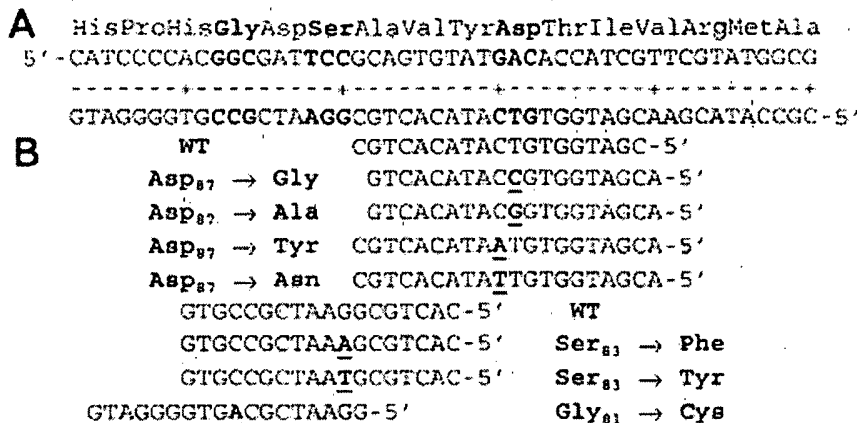 A HisProHisGlyAspSerAlaValTyrAspThrIleValArgMetAla
5'-CATCCCCACGGCGATTCCGCAGTGTATGACACCATCGTTCGTATGGCG
---------+---------+---------+---------+--------+
GTAGGGGTGCCGCTAAGGCGTCACATACTGTGGTAGCAAGCATACCGC-5'
B WT CGTCACATACTGTGGTAGC-5'
Asp87 → Gly GTCACATACCGTGGTAGCA-5'
Asp87 → Ala GTCACATACGGTGGTAGCA-5'
Asp87 → Tyr CGTCACATAATGTGGTAGCA-5'
Asp87 → Asn CGTCACATATTGTGGTAGCA-5'
GTGCCGCTAAGGCGTCAC-5' WT
GTGCCGCTAAAGCGTCAC-5' Ser83 → Phe
GTGCCGCTAATGCGTCAC-5' Ser83 → Tyr
GTAGGGGTGACGCTAAGG-5' Gly81 → Cys